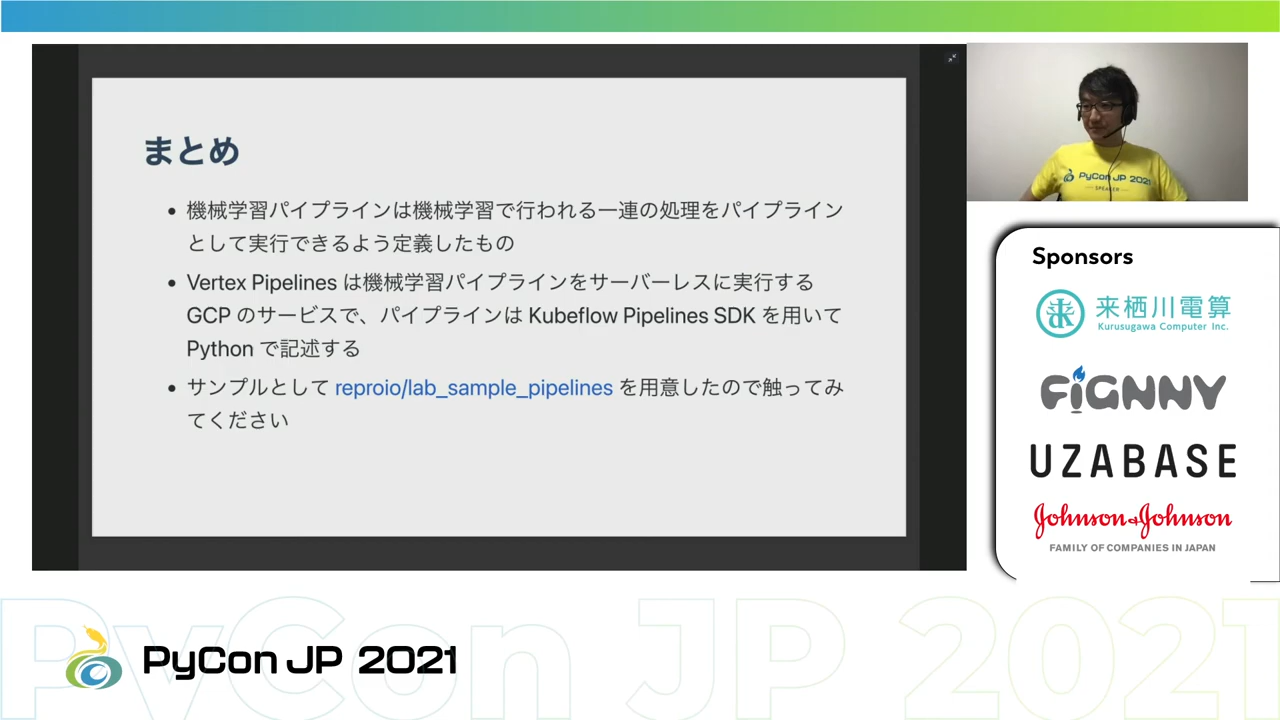 まとめ
• 機械学習パイプラインは機械学習で行われる一連の処理をパイプライン
として実行できるよう定義したもの
• Vertex Pipelines は機械学習パイプラインをサーバーレスに実行する
GCP のサービスで、パイプラインは Kubeflow Pipelines SDK を用いて
Python で記述する
• サンプルとして reproio/lab_sample_pipelines を用意したので触ってみ
てください
PyCon JP 2021
SPEAKER
Sponsors
来栖川電算
Kurusugawa Computer Inc.
FiGNNY
UZABASE
Johnson&Johnson
FAMILY OF COMPANIES IN JAPAN
PyCon JP 2021
PyCon JP 2021